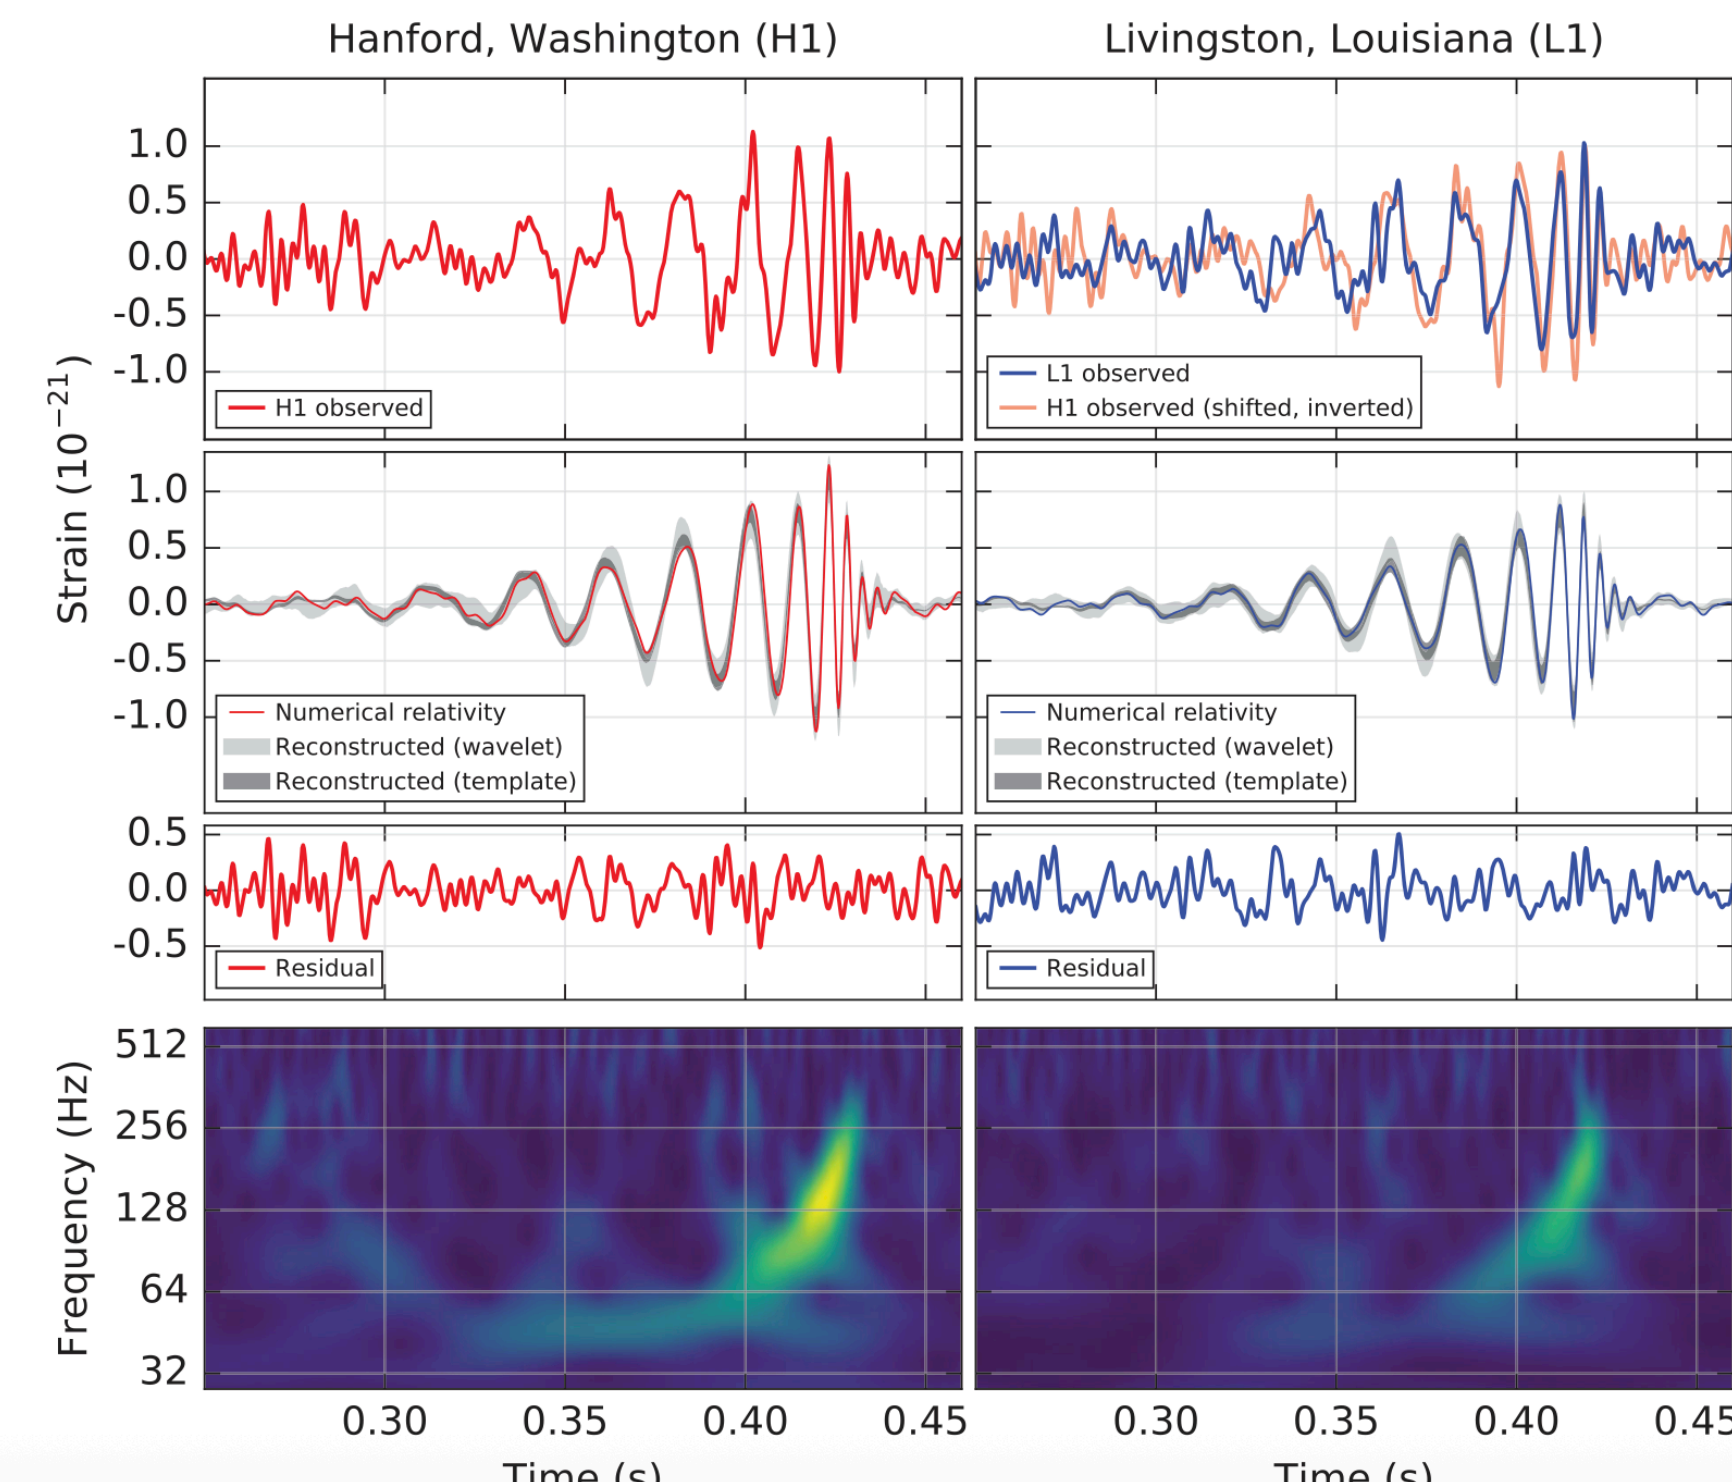 Hanford, Washington (H1)
Livingston, Louisiana (L1)
Strain (10⁻²¹)
1.0
0.5
0.0
-0.5
-1.0
H1 observed
L1 observed
H1 observed (shifted, inverted)
1.0
0.5
0.0
-0.5
-1.0
Numerical relativity
Reconstructed (wavelet)
Reconstructed (template)
Numerical relativity
Reconstructed (wavelet)
Reconstructed (template)
0.5
0.0
-0.5
Residual
Residual
Frequency (Hz)
512
256
128
64
32
0.30 0.35 0.40 0.45
0.30 0.35 0.40 0.45
Time (s)
Time (s)